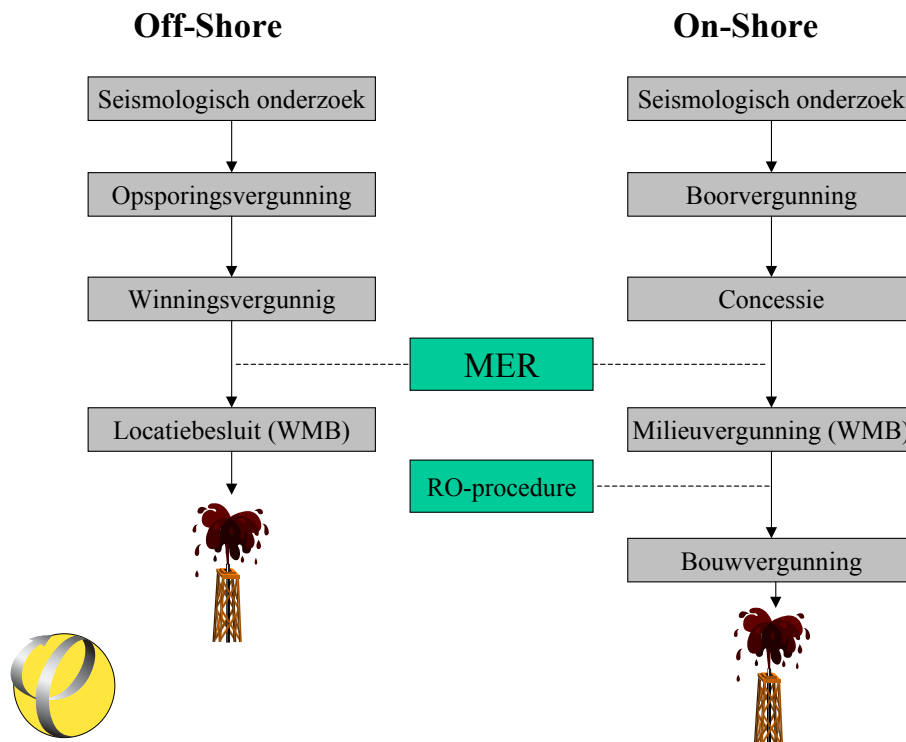 Off-Shore
On-Shore
Seismologisch onderzoek
Seismologisch onderzoek
Opsporingsvergunning
Boorvergunning
Winningsvergunnig
Concessie
MER
Locatiebesluit (WMB)
Milieuvergunning (WMB)
RO-procedure
Bouwvergunning